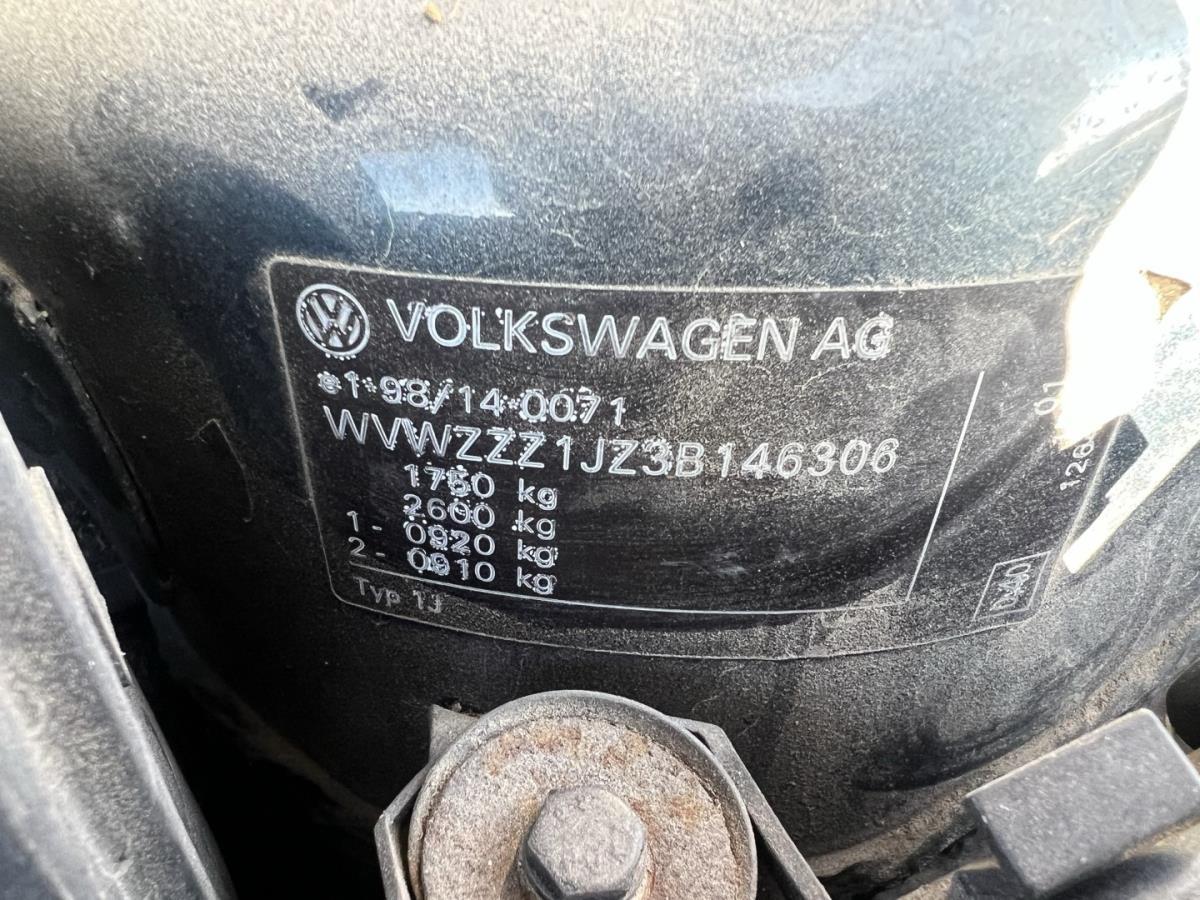 VOLKSWAGEN AG
e1*98/14*0071
WVWZZZ1JZ3B146306
1750 kg
2600 kg
1 - 0920 kg
2 - 0910 kg
Typ 1J